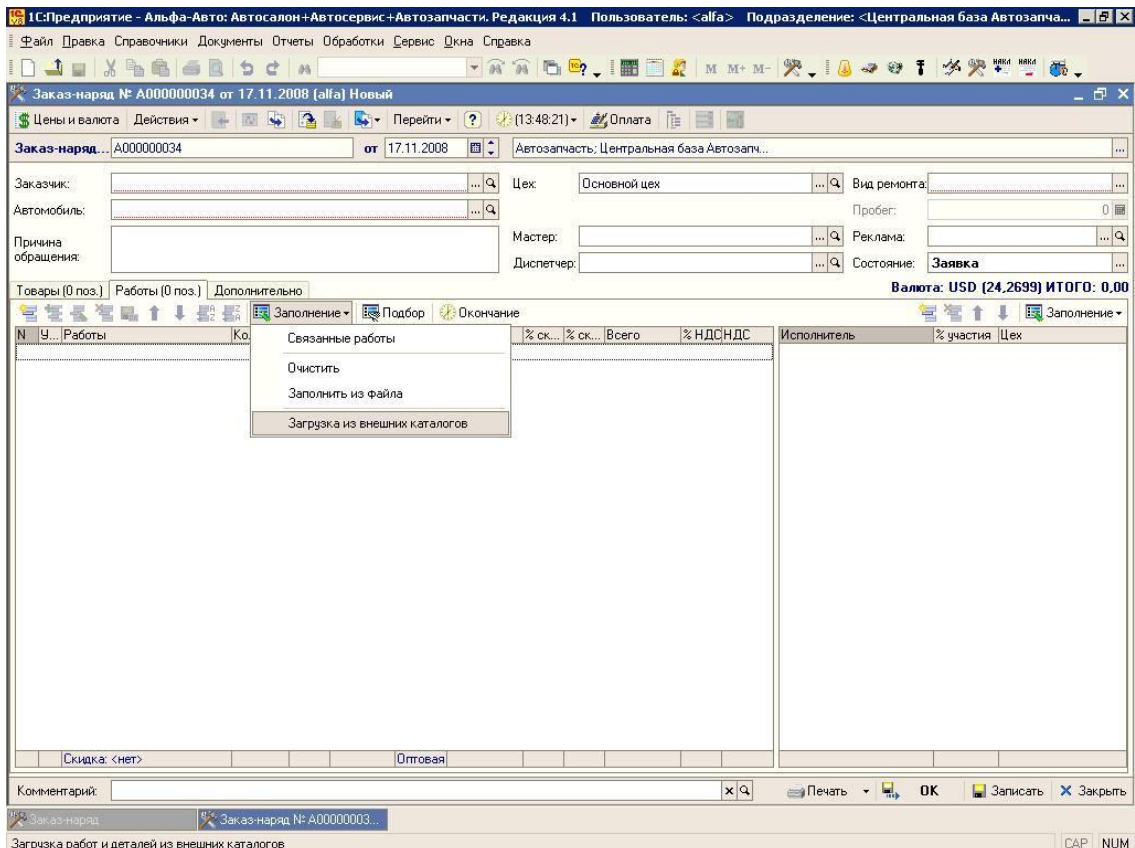 1С:Предприятие - Альфа-Авто: Автосалон+Автосервис+Автозапчасти. Редакция 4.1 Пользователь: <alfa> Подразделение: <Центральная база Автозапча...
Файл Правка Справочники Документы Отчеты Обработки Сервис Окна Справка
M M+ M-
Заказ-наряд № А000000034 от 17.11.2008 (alfa) Новый
Цены и валюта Действия Перейти ? (13:48:21) Оплата
Заказ-наряд... А000000034 от 17.11.2008 Автозапчасть; Центральная база Автозапч... ...
Заказчик: ... Цех: Основной цех ... Вид ремонта: ...
Автомобиль: ... Пробег: 0
Причина обращения: Мастер: ... Реклама: ...
Диспетчер: ... Состояние: Заявка ...
Товары (0 поз.) Работы (0 поз.) Дополнительно Валюта: USD (24,2699) ИТОГО: 0,00
Заполнение Подбор Окончание Заполнение
N У... Работы Ко... % ск... % ск... Всего % НДС НДС Исполнитель % участия Цех
Связанные работы
Очистить
Заполнить из файла
Загрузка из внешних каталогов
Скидка: <нет> Оптовая
Комментарий: Печать OK Записать Закрыть
Заказ-наряд Заказ-наряд № А00000003...
Загрузка работ и деталей из внешних каталогов CAP NUM